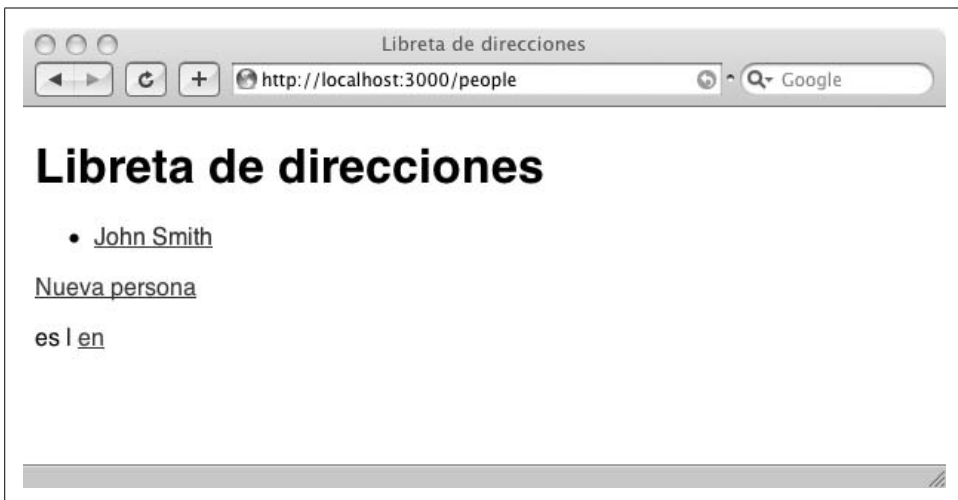 Libreta de direcciones
http://localhost:3000/people
Google
Libreta de direcciones
• John Smith
Nueva persona
es | en